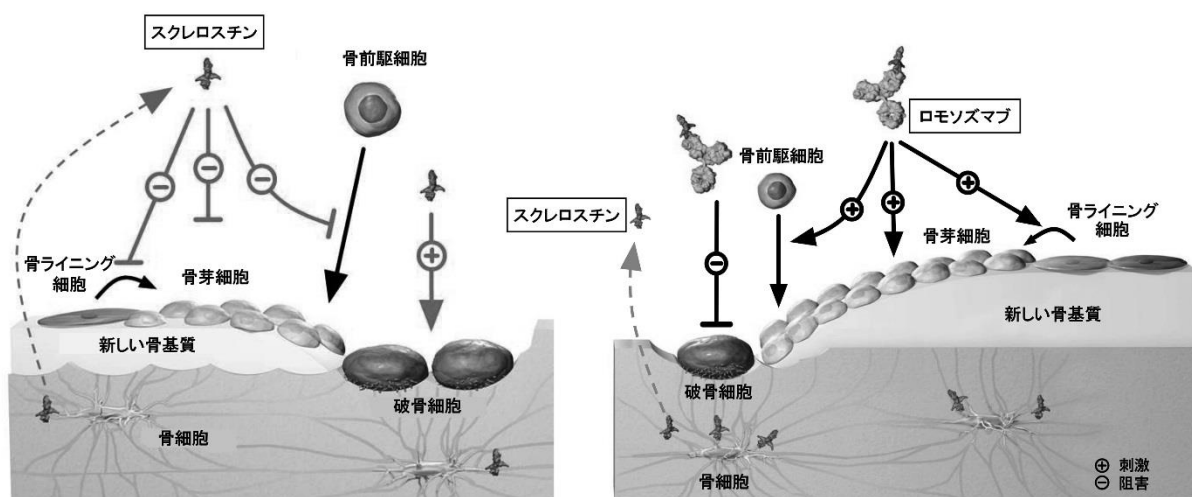 スクレロスチン
骨前駆細胞
骨ライニング
細胞
骨芽細胞
新しい骨基質
破骨細胞
骨細胞
ロモソズマブ
骨前駆細胞
スクレロスチン
骨芽細胞
骨ライニング
細胞
新しい骨基質
破骨細胞
骨細胞
⊕ 刺激
⊖ 阻害